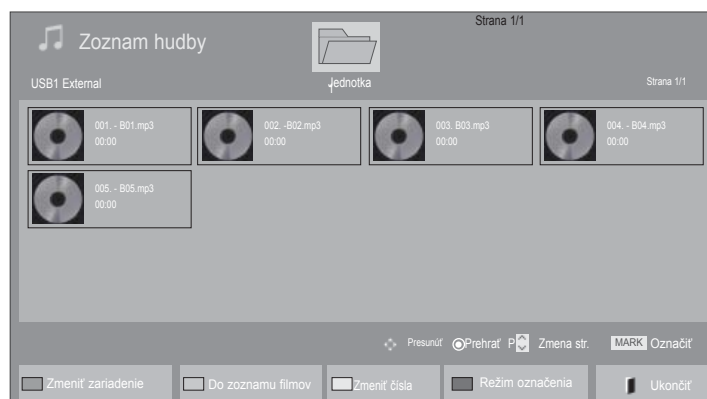 Strana 1/1
Zoznam hudby
USB1 External
Jednotka
Strana 1/1
001. - B01.mp3
00:00
002. -B02.mp3
00:00
003. B03.mp3
00:00
004. - B04.mp3
00:00
005. - B05.mp3
00:00
Presunúť Prehrať P Zmena str. MARK Označiť
Zmeniť zariadenie Do zoznamu filmov Zmeniť čísla Režim označenia Ukončiť